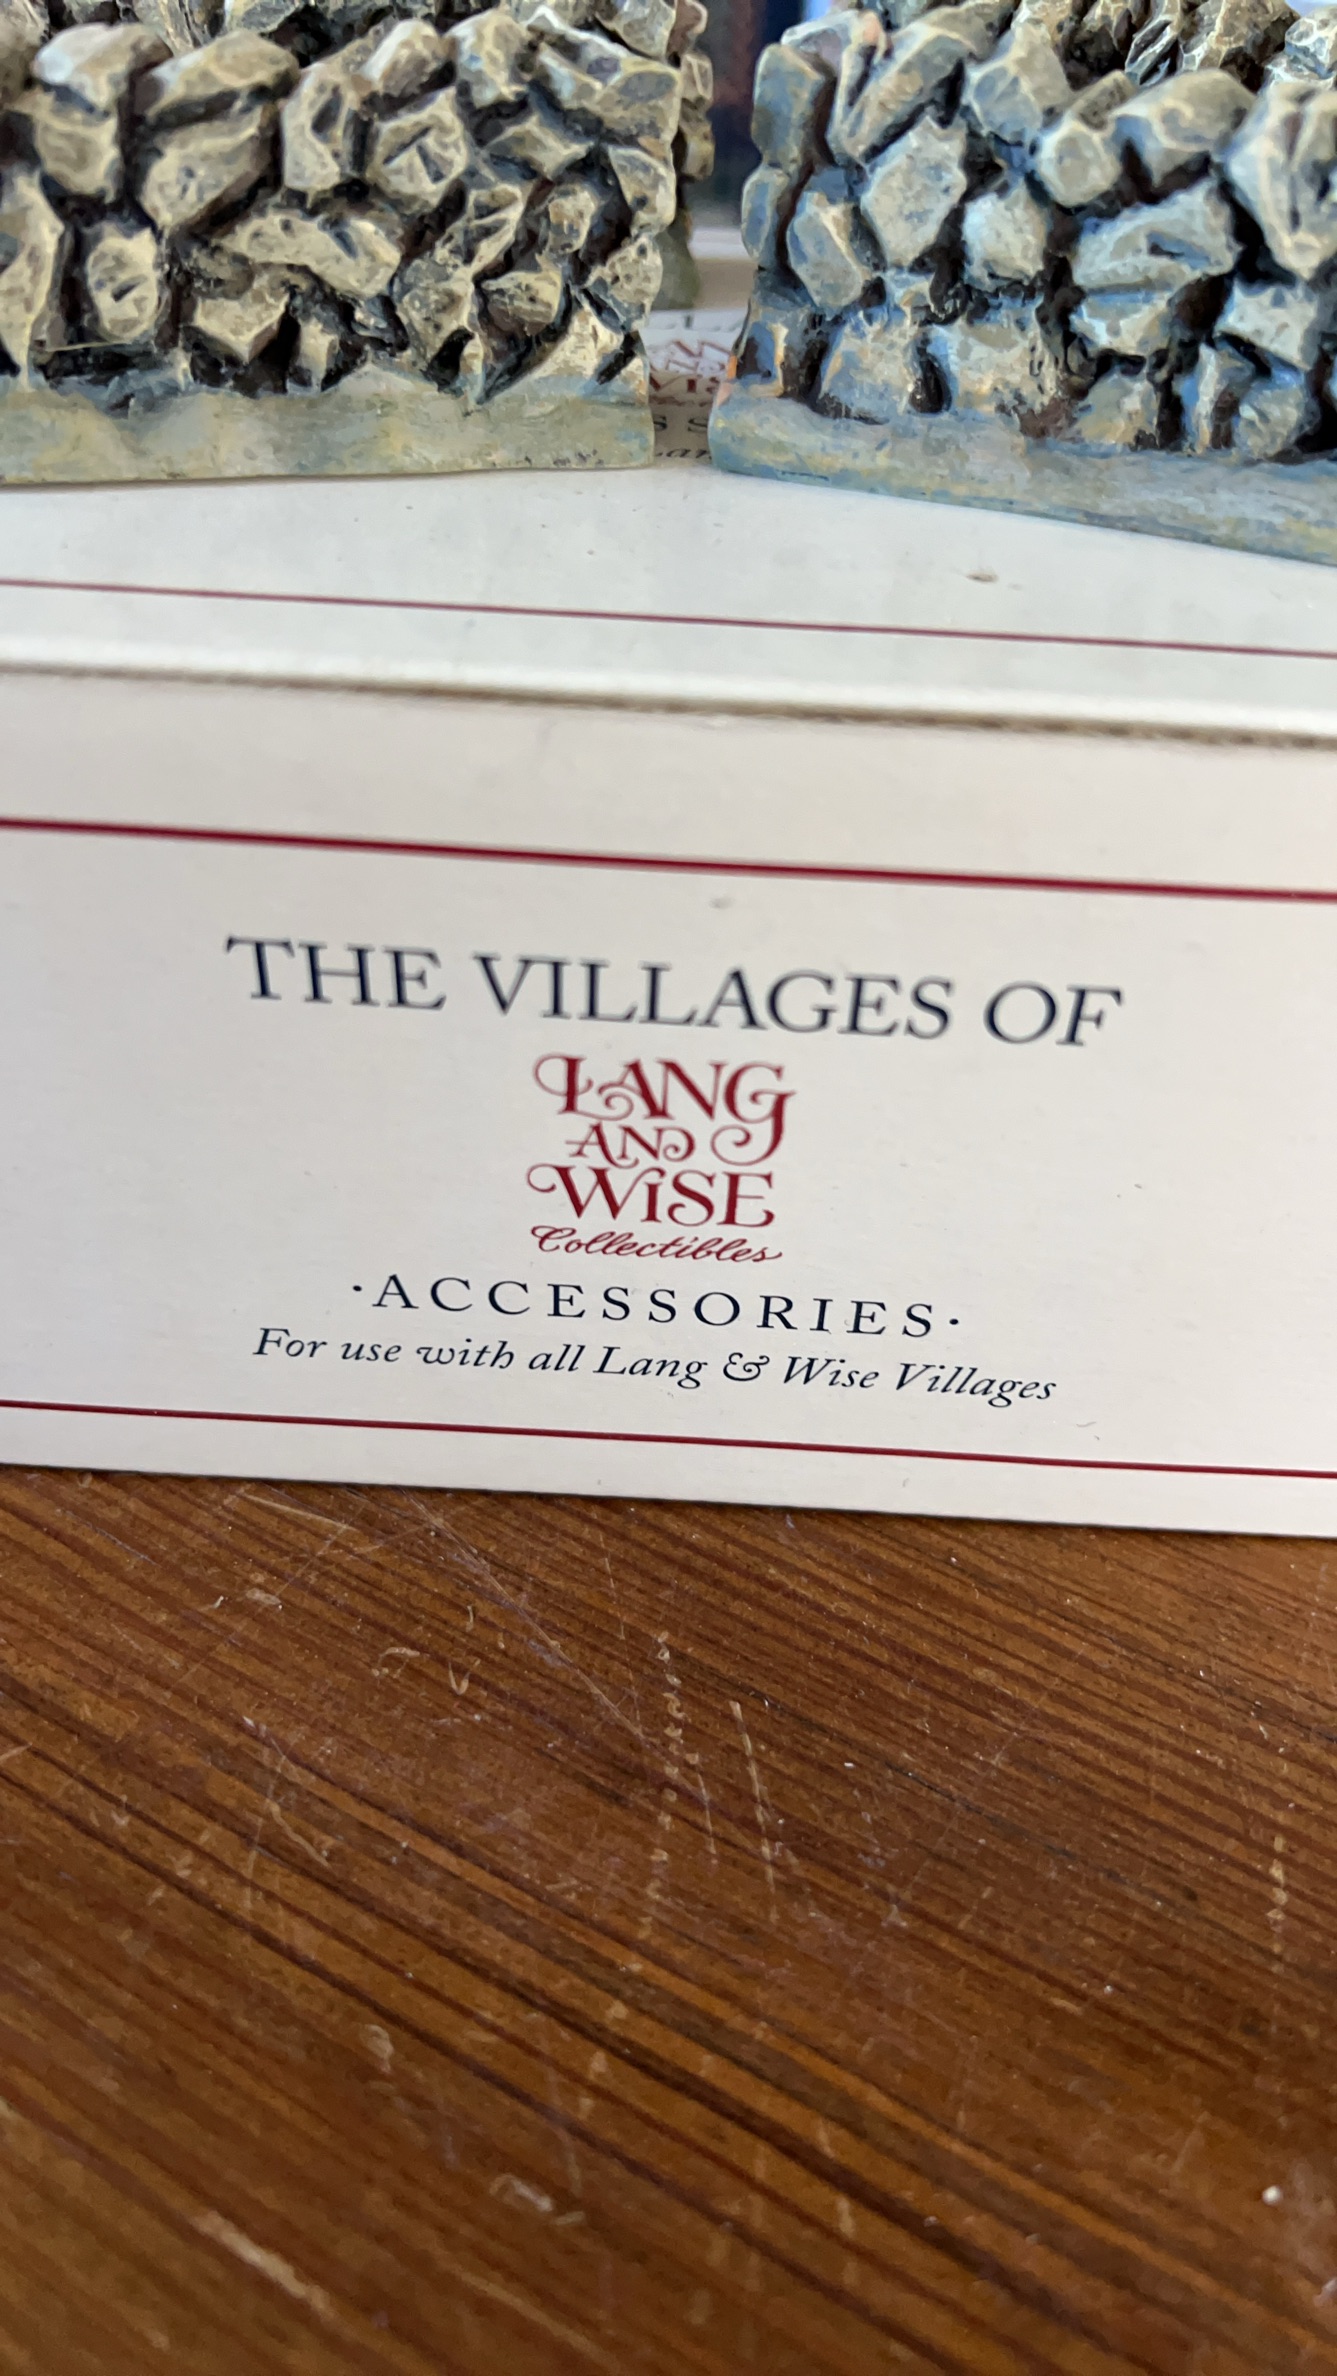 THE VILLAGES OF
LANG
AND
WiSE
Collectibles
·ACCESSORIES·
For use with all Lang & Wise Villages